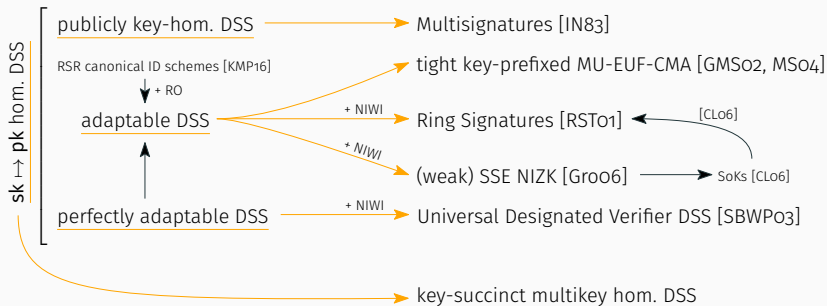 publicly key-hom. DSS
Multisignatures [IN83]
RSR canonical ID schemes [KMP16]
tight key-prefixed MU-EUF-CMA [GMS02, MS04]
+ RO
adaptable DSS
+ NIWI
Ring Signatures [RST01]
[CL06]
+ NIWI
(weak) SSE NIZK [Gro06]
SoKs [CL06]
perfectly adaptable DSS
+ NIWI
Universal Designated Verifier DSS [SBWP03]
sk ↦ pk hom. DSS
key-succinct multikey hom. DSS